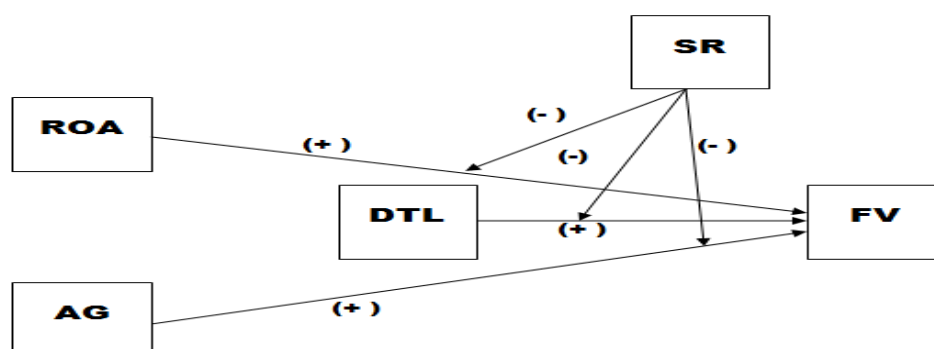 SR
ROA
(+ )
(- )
(-)
(- )
DTL
(+ )
FV
AG
(+ )